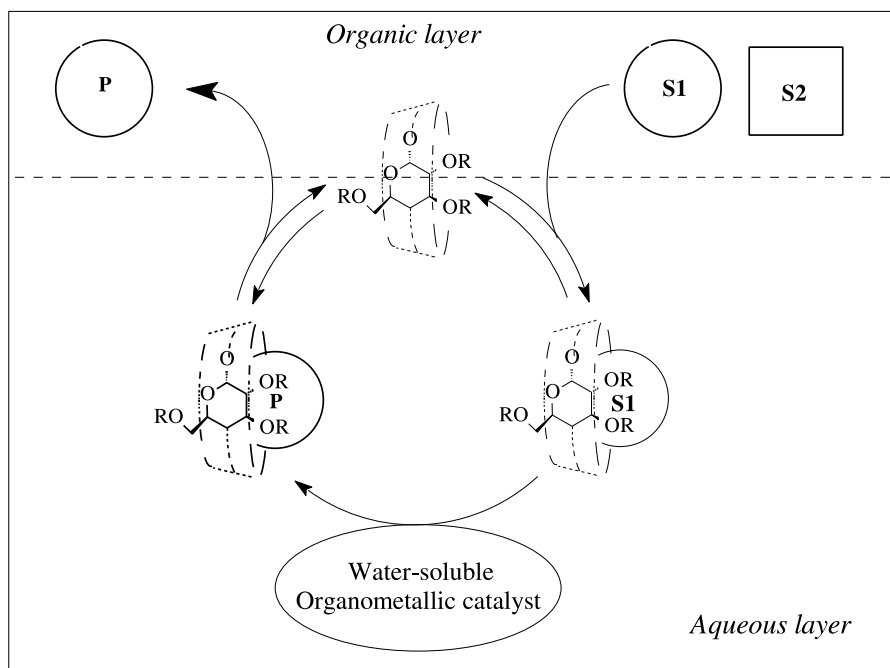 Organic layer
P
S1
S2
O
OR
O
RO
OR
O
OR
O
P
RO
OR
O
OR
O
S1
RO
OR
Water-soluble
Organometallic catalyst
Aqueous layer